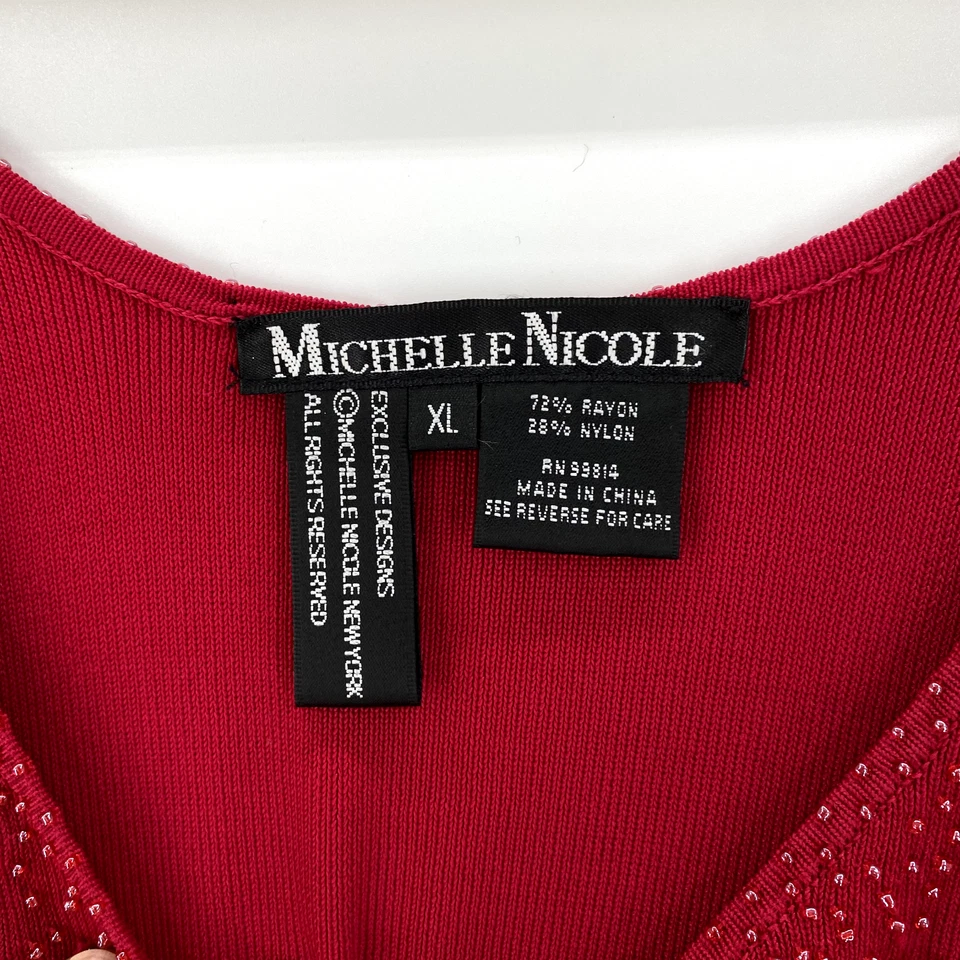 MICHELLE NICOLE
EXCLUSIVE DESIGNS
©MICHELLE NICOLE NEW YORK
ALL RIGHTS RESERVED
XL
72% RAYON
28% NYLON
RN 99814
MADE IN CHINA
SEE REVERSE FOR CARE